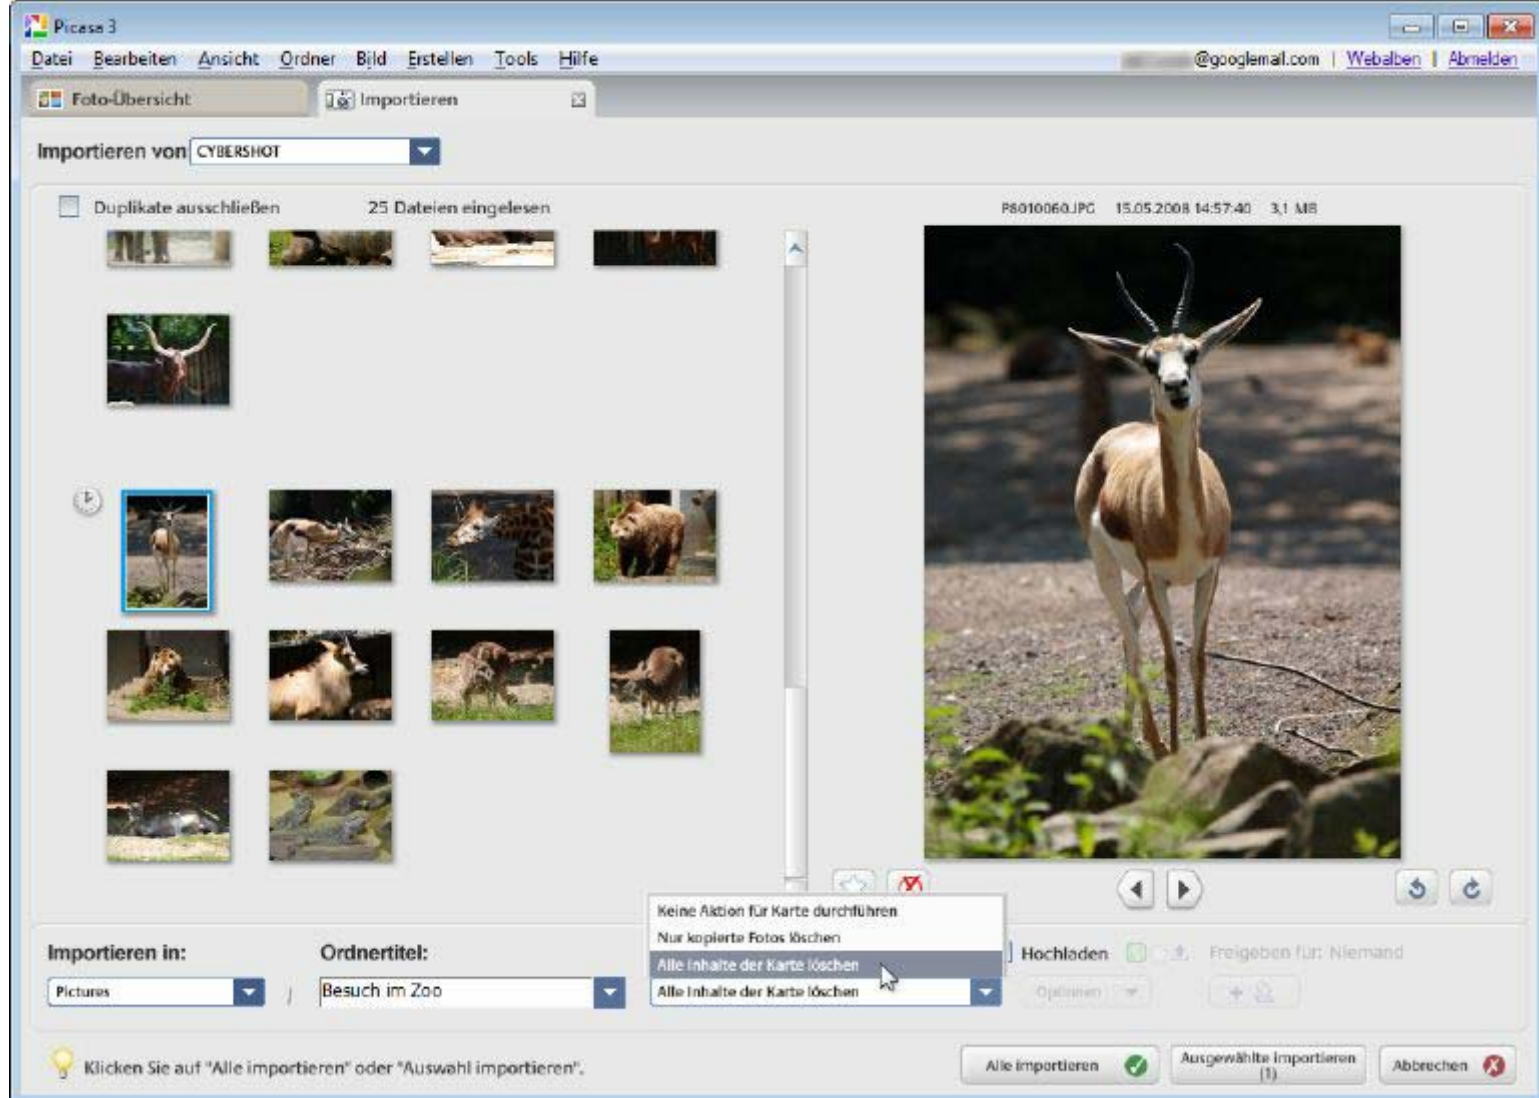 Picasa 3
Datei Bearbeiten Ansicht Ordner Bild Erstellen Tools Hilfe
@googlemail.com | Webalben | Abmelden
Foto-Übersicht
Importieren
Importieren von CYBERSHOT
Duplikate ausschließen
25 Dateien eingelesen
P8010060.JPG 15.05.2008 14:57:40 3,1 MB
Keine Aktion für Karte durchführen
Nur kopierte Fotos löschen
Alle Inhalte der Karte löschen
Importieren in:
Ordnertitel:
Hochladen
Freigeben für: Niemand
Pictures
/
Besuch im Zoo
Alle Inhalte der Karte löschen
Optionen
Klicken Sie auf "Alle importieren" oder "Auswahl importieren".
Alle importieren
Ausgewählte importieren
(1)
Abbrechen